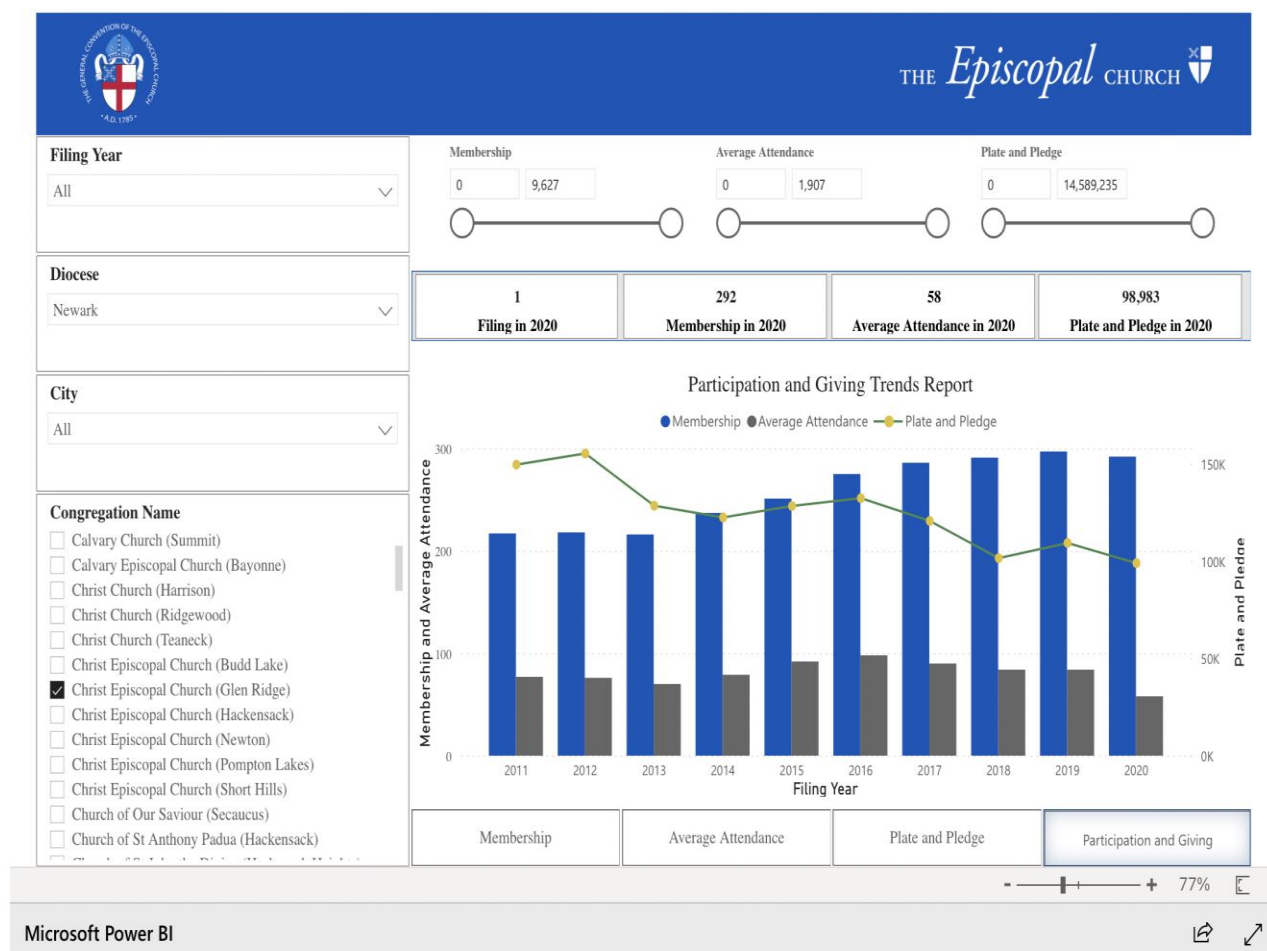 THE GENERAL CONVENTION OF THE EPISCOPAL CHURCH
• A.D. 1785 •
THE Episcopal CHURCH
Filing Year
All
Diocese
Newark
City
All
Congregation Name
Calvary Church (Summit)
Calvary Episcopal Church (Bayonne)
Christ Church (Harrison)
Christ Church (Ridgewood)
Christ Church (Teaneck)
Christ Episcopal Church (Budd Lake)
Christ Episcopal Church (Glen Ridge)
Christ Episcopal Church (Hackensack)
Christ Episcopal Church (Newton)
Christ Episcopal Church (Pompton Lakes)
Christ Episcopal Church (Short Hills)
Church of Our Saviour (Secaucus)
Church of St Anthony Padua (Hackensack)
Membership
0 9,627
Average Attendance
0 1,907
Plate and Pledge
0 14,589,235
1
Filing in 2020
292
Membership in 2020
58
Average Attendance in 2020
98,983
Plate and Pledge in 2020
Participation and Giving Trends Report
Membership Average Attendance Plate and Pledge
Membership and Average Attendance
300
200
100
0
150K
100K
50K
0K
Plate and Pledge
2011 2012 2013 2014 2015 2016 2017 2018 2019 2020
Filing Year
Membership
Average Attendance
Plate and Pledge
Participation and Giving
- + 77%
Microsoft Power BI